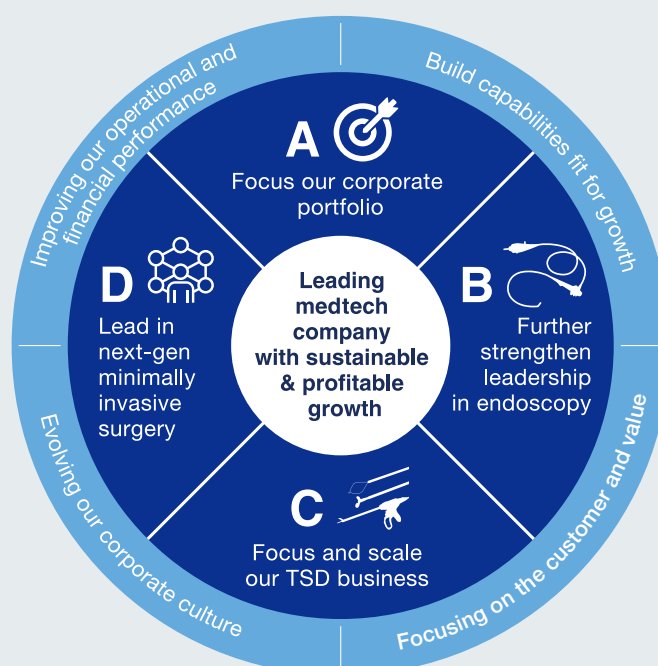 Improving our operational and
financial performance
Build capabilities fit for growth
A
Focus our corporate
portfolio
D
Lead in
next-gen
minimally
invasive
surgery
Leading
medtech
company
with sustainable
& profitable
growth
B
Further
strengthen
leadership
in endoscopy
C
Focus and scale
our TSD business
Evolving our corporate culture
Focusing on the customer and value